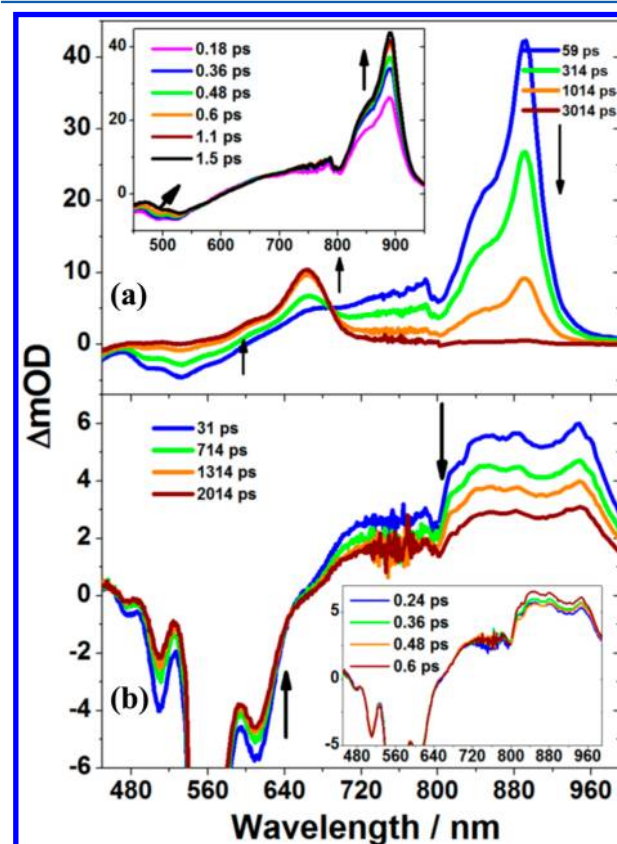 40
20
0
500 600 700 800 900
0.18 ps
0.36 ps
0.48 ps
0.6 ps
1.1 ps
1.5 ps
59 ps
314 ps
1014 ps
3014 ps
40
30
20
10
0
(a)
ΔmOD
31 ps
714 ps
1314 ps
2014 ps
6
4
2
0
-2
-4
-6
(b)
0.24 ps
0.36 ps
0.48 ps
0.6 ps
5
0
-5
480 560 640 720 800 880 960
480 560 640 720 800 880 960
Wavelength / nm